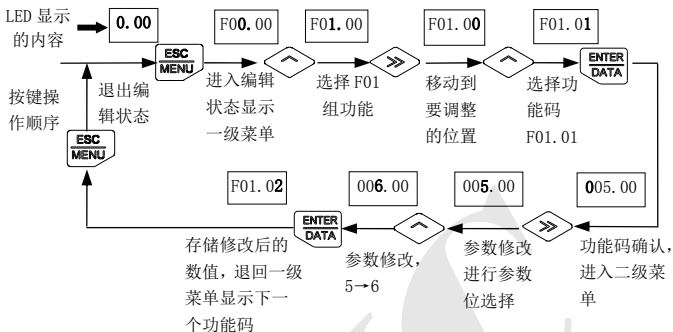 LED 显示
的内容
0.00
F00.00
F01.00
F01.00
F01.01
ESC
MENU
ENTER
DATA
按键操
作顺序
退出编
辑状态
进入编辑
状态显示
一级菜单
选择 F01
组功能
移动到
要调整
的位置
选择功
能码
F01.01
ESC
MENU
F01.02
006.00
005.00
005.00
ENTER
DATA
存储修改后的
数值，退回一级
菜单显示下一
个功能码
参数修改，
5→6
参数修改
进行参数
位选择
功能码确认，
进入二级菜
单